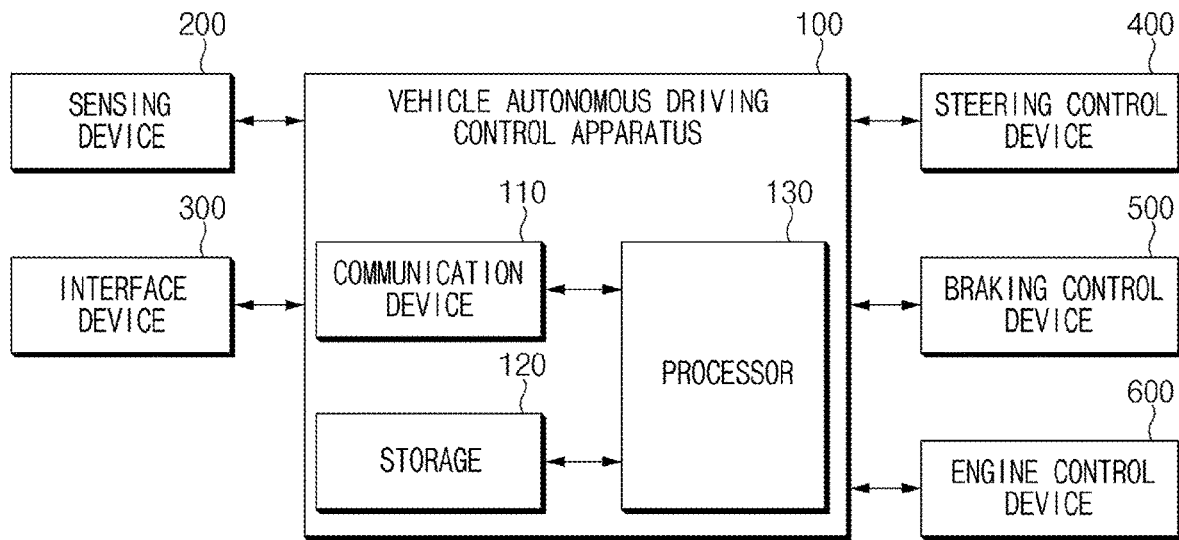 200
SENSING
DEVICE
300
INTERFACE
DEVICE
100
VEHICLE AUTONOMOUS DRIVING
CONTROL APPARATUS
110
COMMUNICATION
DEVICE
120
STORAGE
130
PROCESSOR
400
STEERING CONTROL
DEVICE
500
BRAKING CONTROL
DEVICE
600
ENGINE CONTROL
DEVICE